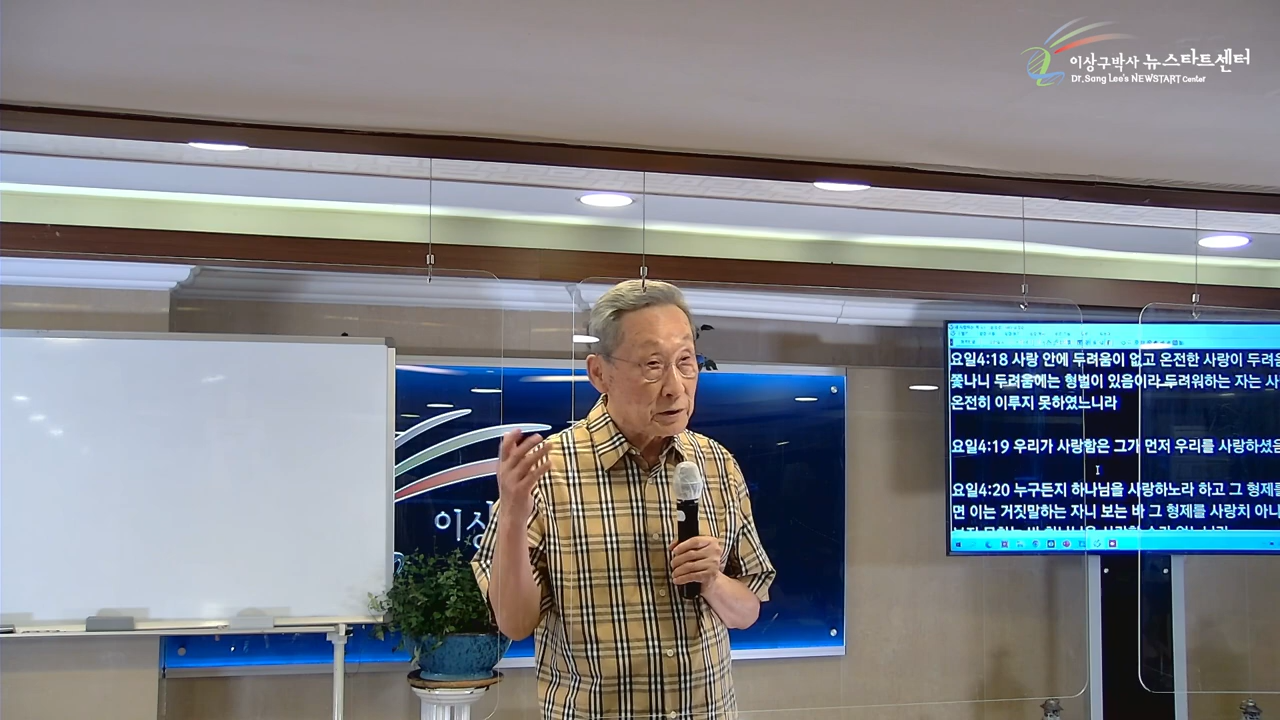 이상구박사 뉴스타트센터
Dr.Sang Lee's NEWSTART Center
요일4:18 사랑 안에 두려움이 없고 온전한 사랑이 두려움
쫓나니 두려움에는 형벌이 있음이라 두려워하는 자는 사
온전히 이루지 못하였느니라
요일4:19 우리가 사랑함은 그가 먼저 우리를 사랑하셨음
요일4:20 누구든지 하나님을 사랑하노라 하고 그 형제를
면 이는 거짓말하는 자니 보는 바 그 형제를 사랑치 아니
이상